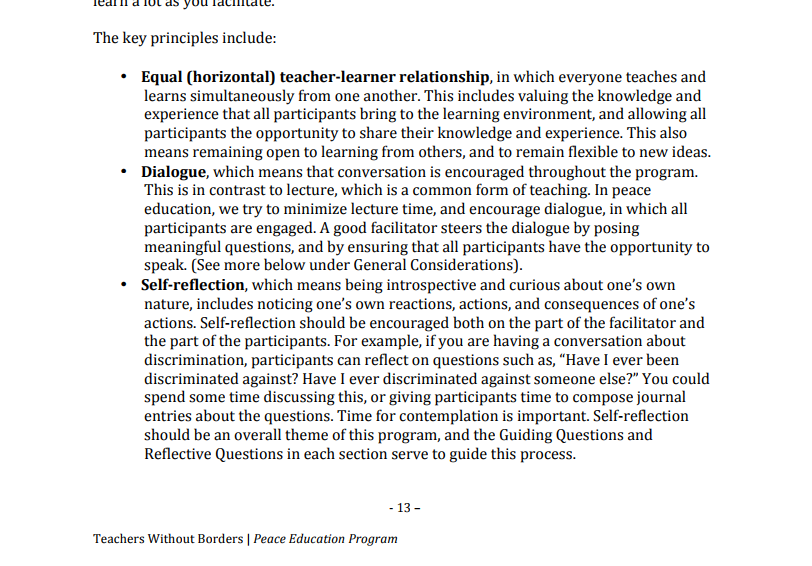 learn a lot as you facilitate.
The key principles include:
• Equal (horizontal) teacher-learner relationship, in which everyone teaches and
learns simultaneously from one another. This includes valuing the knowledge and
experience that all participants bring to the learning environment, and allowing all
participants the opportunity to share their knowledge and experience. This also
means remaining open to learning from others, and to remain flexible to new ideas.
• Dialogue, which means that conversation is encouraged throughout the program.
This is in contrast to lecture, which is a common form of teaching. In peace
education, we try to minimize lecture time, and encourage dialogue, in which all
participants are engaged. A good facilitator steers the dialogue by posing
meaningful questions, and by ensuring that all participants have the opportunity to
speak. (See more below under General Considerations).
• Self-reflection, which means being introspective and curious about one’s own
nature, includes noticing one’s own reactions, actions, and consequences of one’s
actions. Self-reflection should be encouraged both on the part of the facilitator and
the part of the participants. For example, if you are having a conversation about
discrimination, participants can reflect on questions such as, “Have I ever been
discriminated against? Have I ever discriminated against someone else?” You could
spend some time discussing this, or giving participants time to compose journal
entries about the questions. Time for contemplation is important. Self-reflection
should be an overall theme of this program, and the Guiding Questions and
Reflective Questions in each section serve to guide this process.
- 13 –
Teachers Without Borders | Peace Education Program